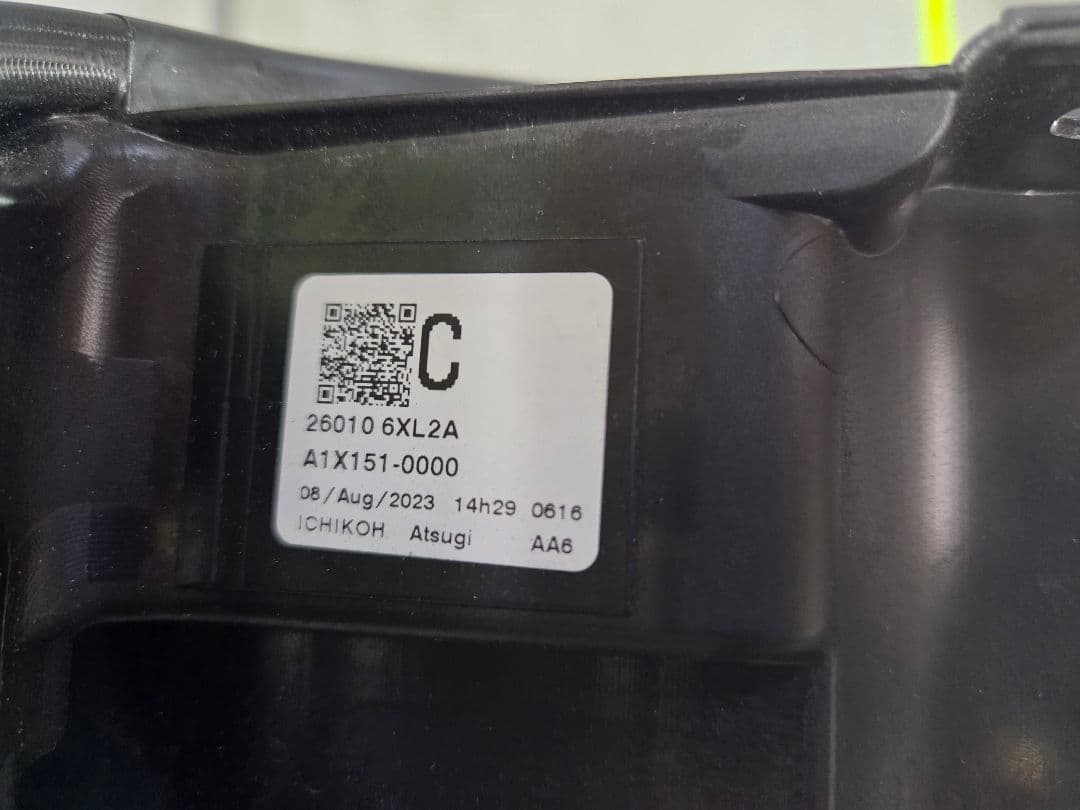 C
26010 6XL2A
A1X151-0000
08/Aug/2023 14h29 0616
ICHIKOH Atsugi AA6